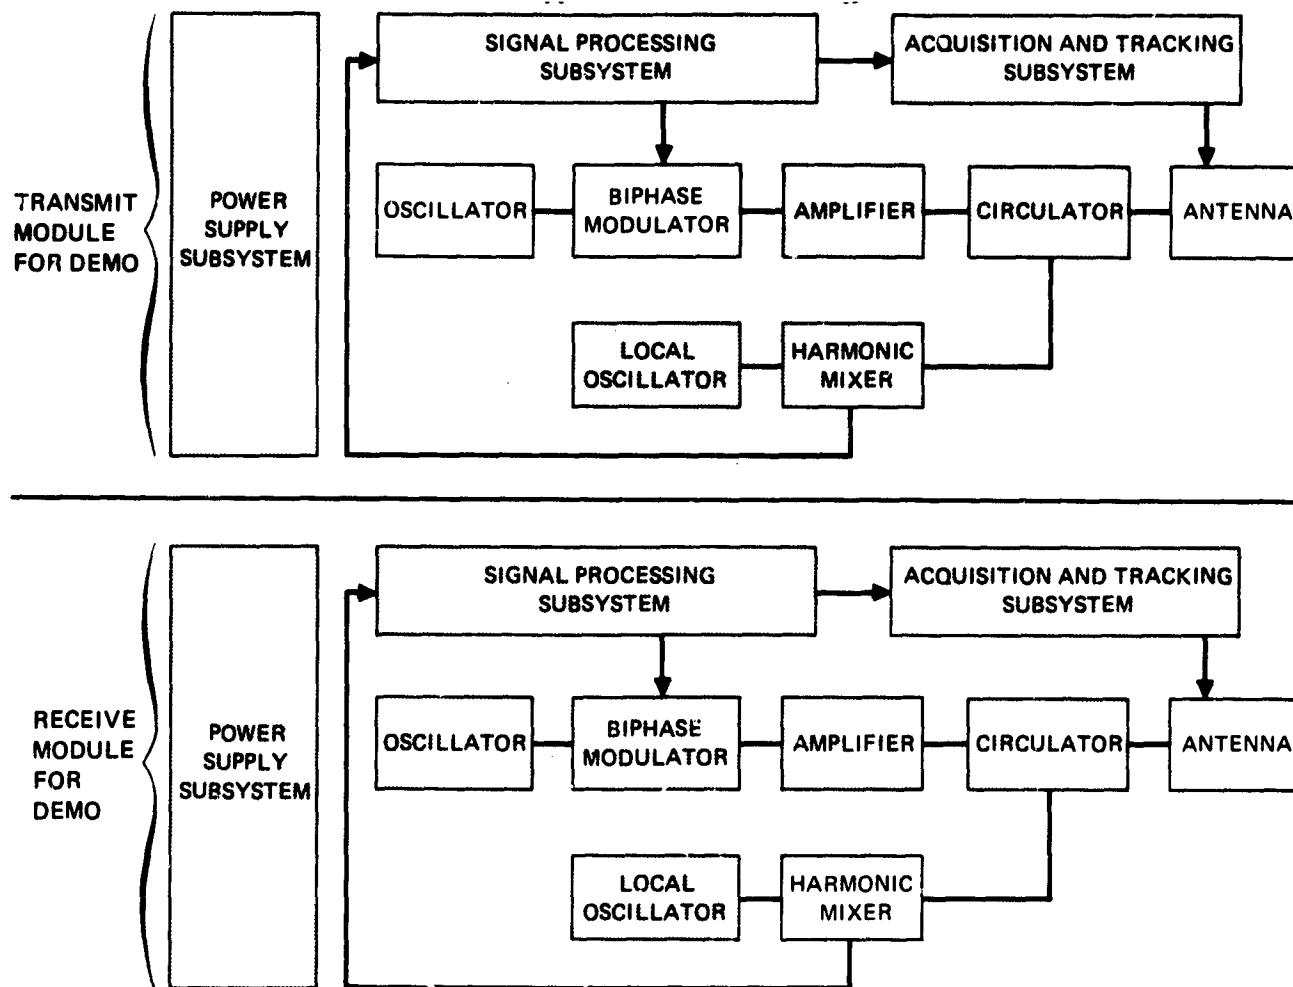 SIGNAL PROCESSING
SUBSYSTEM
ACQUISITION AND TRACKING
SUBSYSTEM
TRANSMIT
MODULE
FOR DEMO
POWER
SUPPLY
SUBSYSTEM
OSCILLATOR
BIPHASE
MODULATOR
AMPLIFIER
CIRCULATOR
ANTENNA
LOCAL
OSCILLATOR
HARMONIC
MIXER
SIGNAL PROCESSING
SUBSYSTEM
ACQUISITION AND TRACKING
SUBSYSTEM
RECEIVE
MODULE
FOR
DEMO
POWER
SUPPLY
SUBSYSTEM
OSCILLATOR
BIPHASE
MODULATOR
AMPLIFIER
CIRCULATOR
ANTENNA
LOCAL
OSCILLATOR
HARMONIC
MIXER